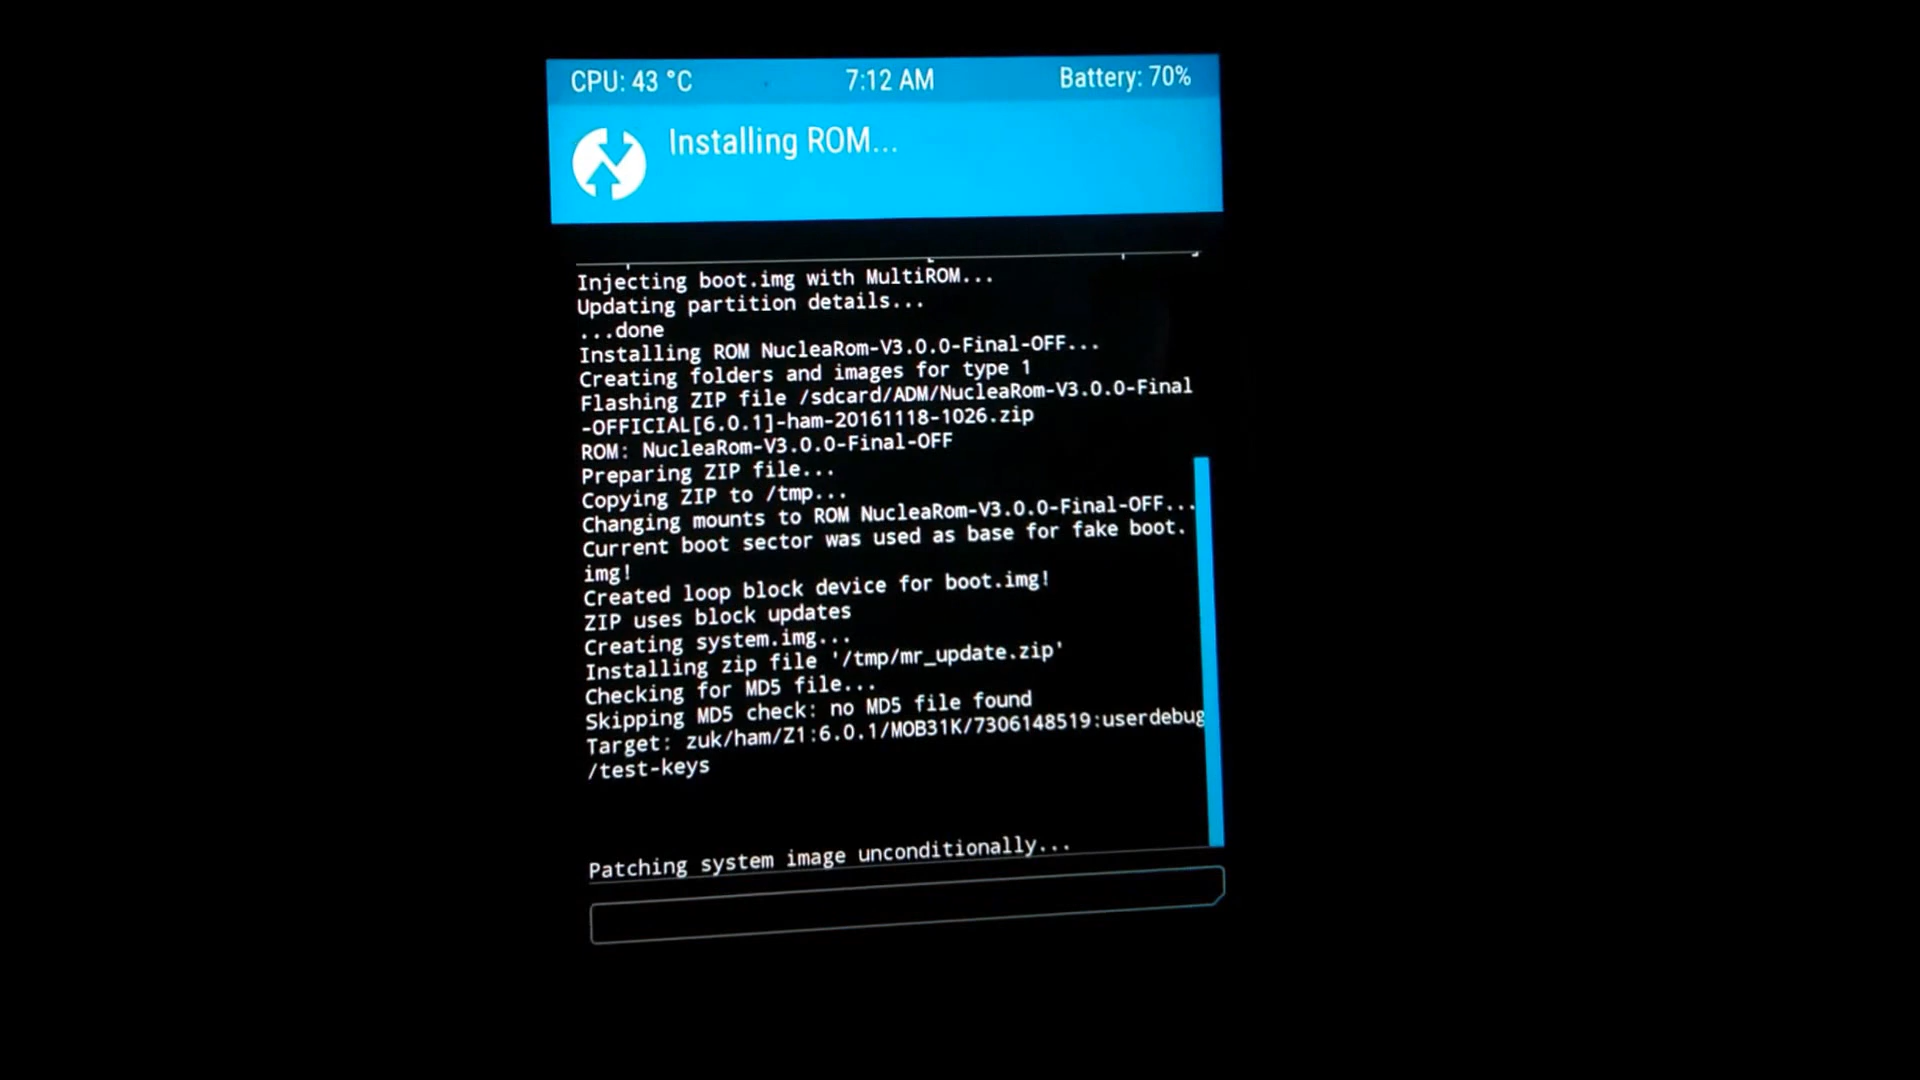 CPU: 43 °C 7:12 AM Battery: 70%
Installing ROM...
Injecting boot.img with MultiROM...
Updating partition details...
...done
Installing ROM NucleaRom-V3.0.0-Final-OFF...
Creating folders and images for type 1
Flashing ZIP file /sdcard/ADM/NucleaRom-V3.0.0-Final
-OFFICIAL[6.0.1]-ham-20161118-1026.zip
ROM: NucleaRom-V3.0.0-Final-OFF
Preparing ZIP file...
Copying ZIP to /tmp...
Changing mounts to ROM NucleaRom-V3.0.0-Final-OFF...
Current boot sector was used as base for fake boot.
img!
Created loop block device for boot.img!
ZIP uses block updates
Creating system.img...
Installing zip file '/tmp/mr_update.zip'
Checking for MD5 file...
Skipping MD5 check: no MD5 file found
Target: zuk/ham/Z1:6.0.1/MOB31K/7306148519:userdebug
/test-keys
Patching system image unconditionally...